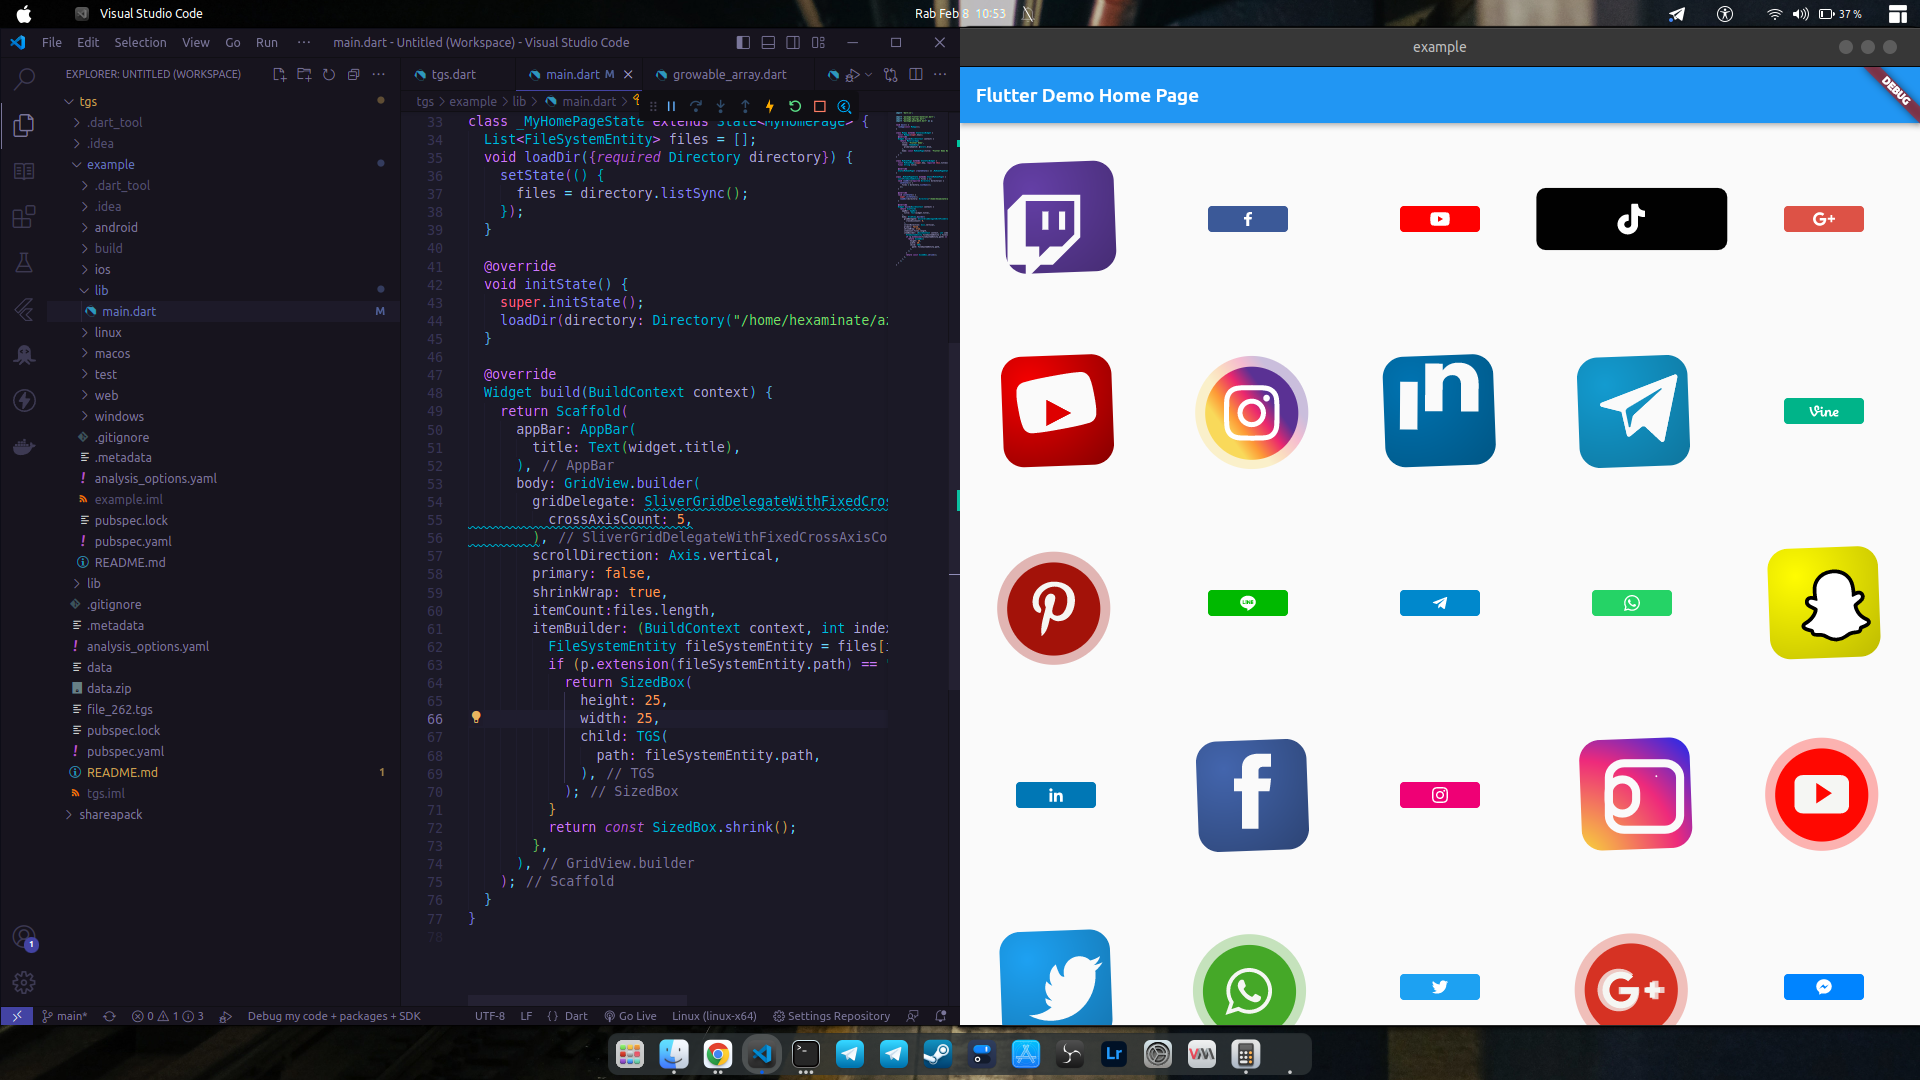 Visual Studio Code
Rab Feb 8 10:53
37 %
File Edit Selection View Go Run ···
main.dart - Untitled (Workspace) - Visual Studio Code
EXPLORER: UNTITLED (WORKSPACE)
tgs
.dart_tool
.idea
example
.dart_tool
.idea
android
build
ios
lib
main.dart M
linux
macos
test
web
windows
.gitignore
.metadata
analysis_options.yaml
example.iml
pubspec.lock
pubspec.yaml
README.md
lib
.gitignore
.metadata
analysis_options.yaml
data
data.zip
file_262.tgs
pubspec.lock
pubspec.yaml
README.md 1
tgs.iml
shareapack
1
tgs.dart
main.dart M
growable_array.dart
tgs > example > lib > main.dart >
33 class _MyHomePageState extends State<MyHomePage> {
34 List<FileSystemEntity> files = [];
35 void loadDir({required Directory directory}) {
36 setState(() {
37 files = directory.listSync();
38 });
39 }
40
41 @override
42 void initState() {
43 super.initState();
44 loadDir(directory: Directory("/home/hexaminate/a
45 }
46
47 @override
48 Widget build(BuildContext context) {
49 return Scaffold(
50 appBar: AppBar(
51 title: Text(widget.title),
52 ), // AppBar
53 body: GridView.builder(
54 gridDelegate: SliverGridDelegateWithFixedCros
55 crossAxisCount: 5,
56 ), // SliverGridDelegateWithFixedCrossAxisCo
57 scrollDirection: Axis.vertical,
58 primary: false,
59 shrinkWrap: true,
60 itemCount:files.length,
61 itemBuilder: (BuildContext context, int index
62 FileSystemEntity fileSystemEntity = files[
63 if (p.extension(fileSystemEntity.path) == '
64 return SizedBox(
65 height: 25,
66 width: 25,
67 child: TGS(
68 path: fileSystemEntity.path,
69 ), // TGS
70 ); // SizedBox
71 }
72 return const SizedBox.shrink();
73 },
74 ), // GridView.builder
75 ); // Scaffold
76 }
77 }
78
main* 0 1 3 Debug my code + packages + SDK UTF-8 LF {} Dart Go Live Linux (linux-x64) Settings Repository
example
Flutter Demo Home Page
DEBUG
f
G+
in
Vine
LINE
in
f
G+
Lr
VM